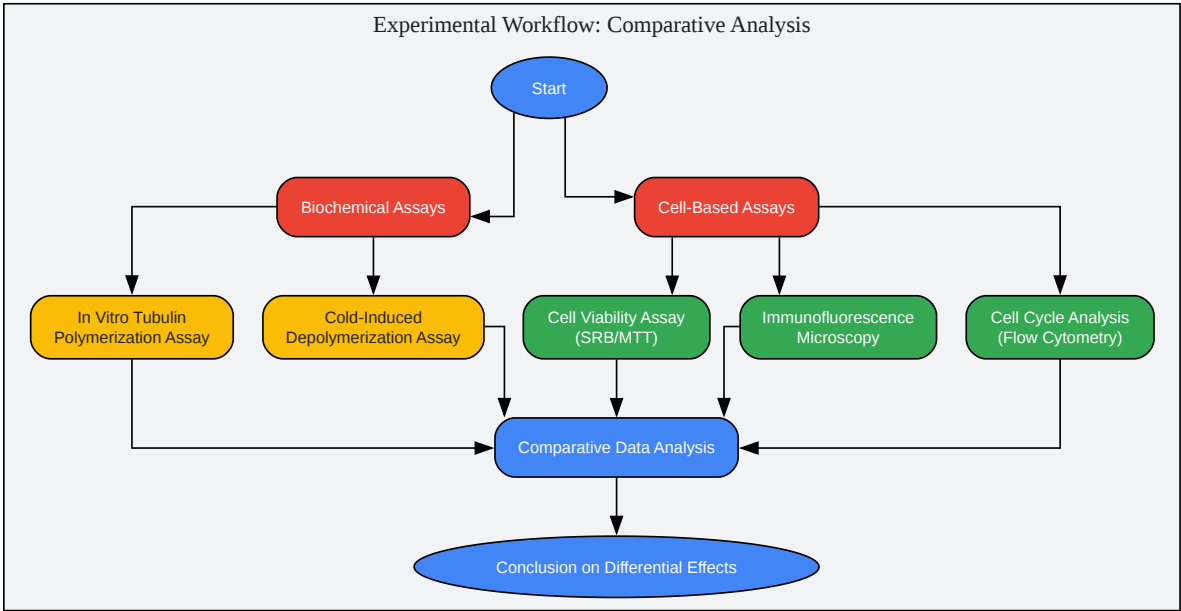 Experimental Workflow: Comparative Analysis
Start
Biochemical Assays
Cell-Based Assays
In Vitro Tubulin
Polymerization Assay
Cold-Induced
Depolymerization Assay
Cell Viability Assay
(SRB/MTT)
Immunofluorescence
Microscopy
Cell Cycle Analysis
(Flow Cytometry)
Comparative Data Analysis
Conclusion on Differential Effects